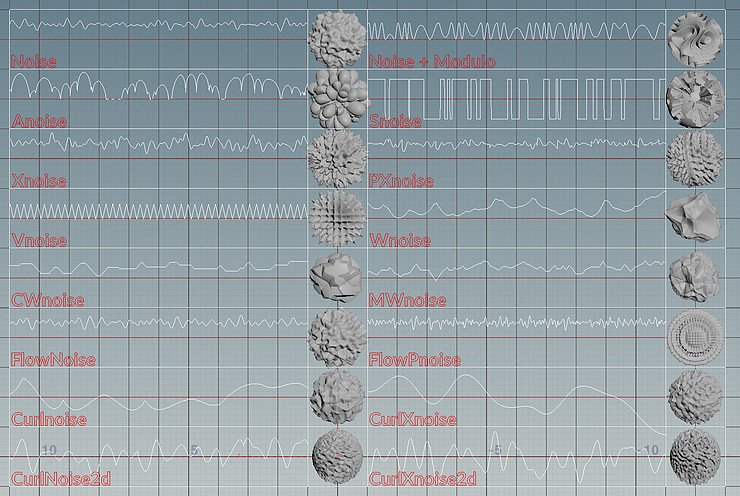 Noise
Noise + Modulo
Anoise
Snoise
Xnoise
PXnoise
Vnoise
Wnoise
CWnoise
MWnoise
FlowNoise
FlowPnoise
Curlnoise
CurlXnoise
10
5
-5
-10
CurlNoise2d
CurlXnoise2d